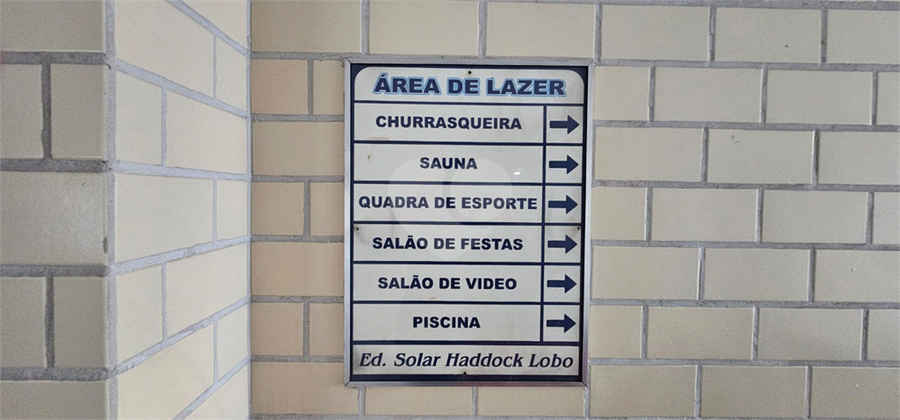 ÁREA DE LAZER
CHURRASQUEIRA
SAUNA
QUADRA DE ESPORTE
SALÃO DE FESTAS
SALÃO DE VIDEO
PISCINA
Ed. Solar Haddock Lobo